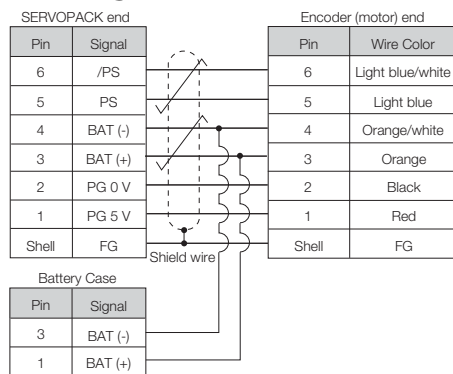 SERVOPACK end
Encoder (motor) end
Pin Signal
Pin Wire Color
6 /PS
6 Light blue/white
5 PS
5 Light blue
4 BAT (-)
4 Orange/white
3 BAT (+)
3 Orange
2 PG 0 V
2 Black
1 PG 5 V
1 Red
Shell FG
Shell FG
Shield wire
Battery Case
Pin Signal
3 BAT (-)
1 BAT (+)